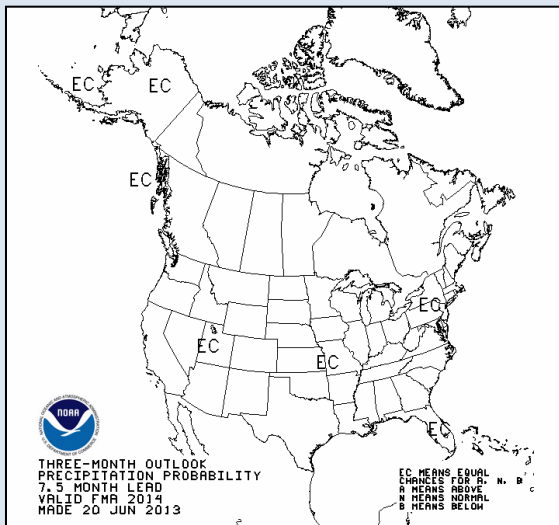 EC
EC
EC
EC
EC
EC
EC
NOAA
THREE-MONTH OUTLOOK
PRECIPITATION PROBABILITY
7.5 MONTH LEAD
VALID FMA 2014
MADE 20 JUN 2013
EC MEANS EQUAL
CHANCES FOR A, N, B
A MEANS ABOVE
N MEANS NORMAL
B MEANS BELOW